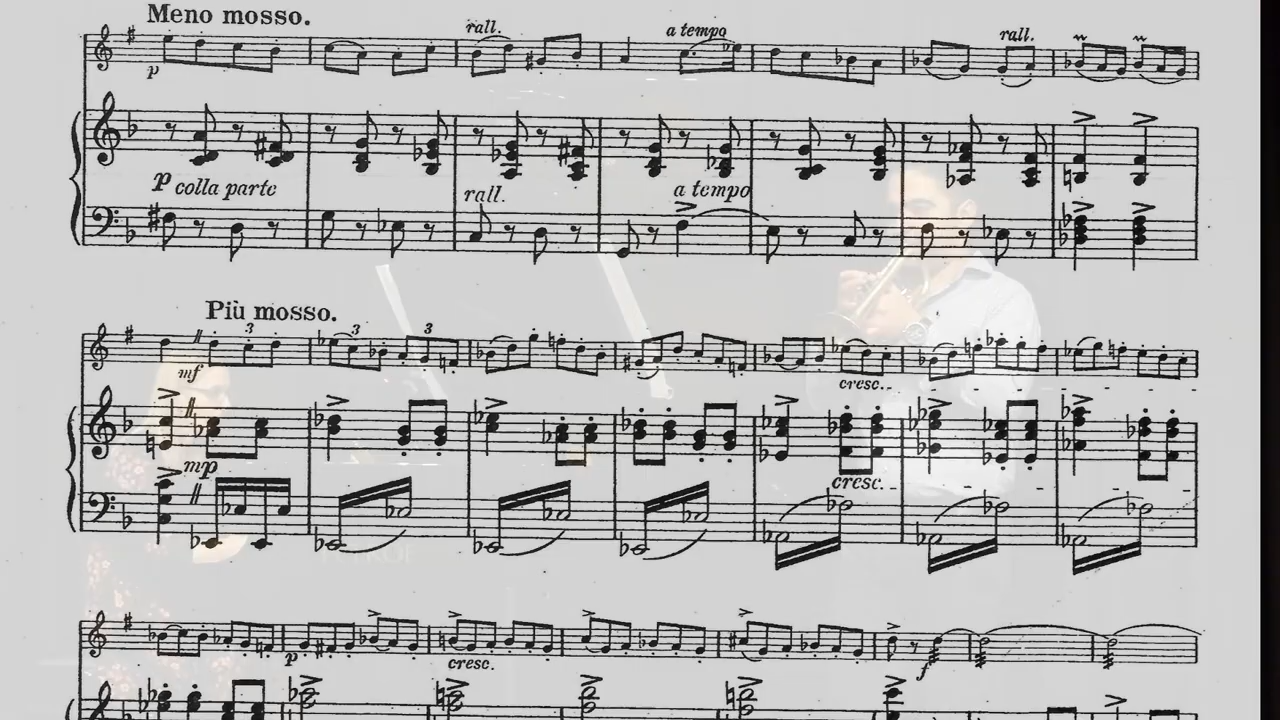 Meno mosso.
rall. a tempo rall.
p
p colla parte
rall. a tempo
Più mosso.
3 3 3
mf
cresc.
mp
cresc.
p cresc. f